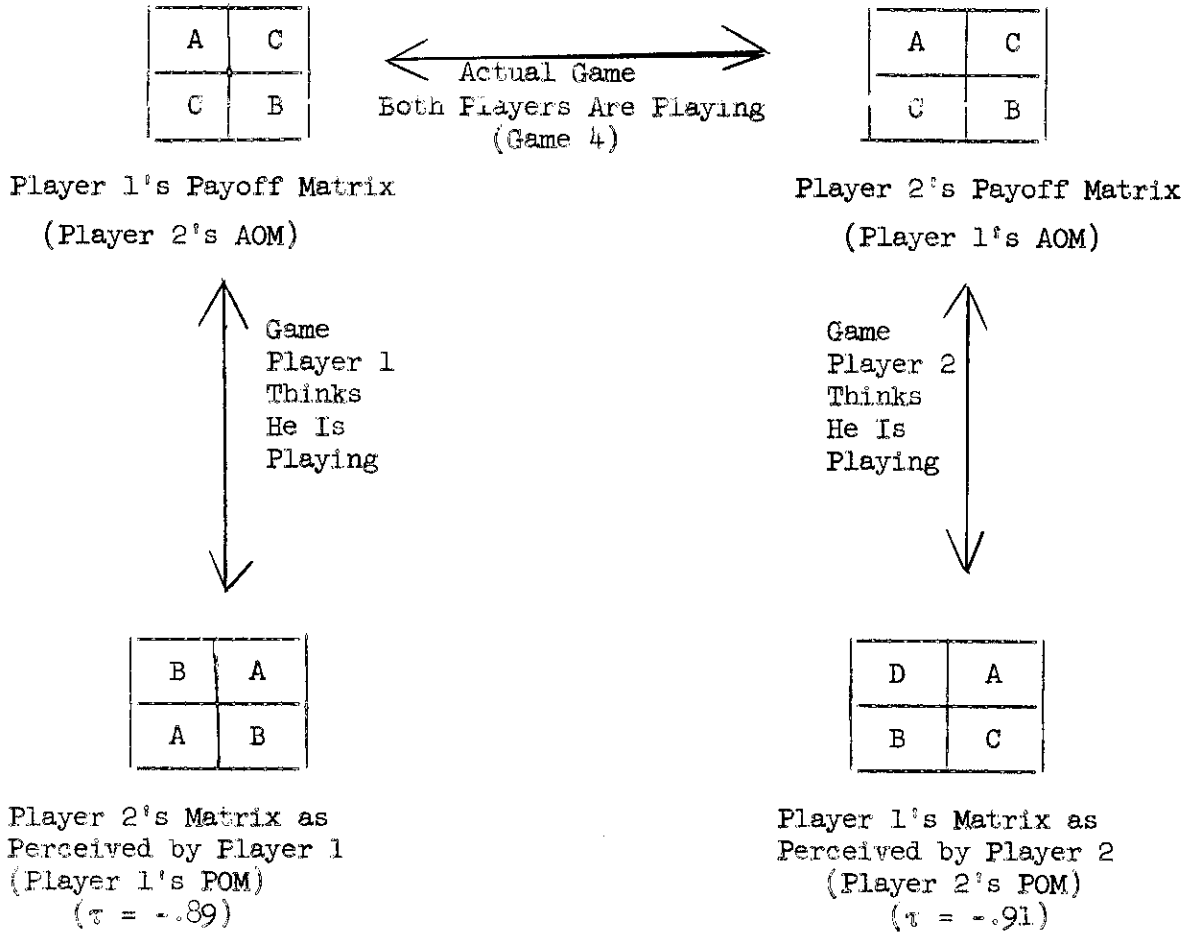 A C
C B
Actual Game
Both Players Are Playing
(Game 4)
A C
C B
Player 1's Payoff Matrix
(Player 2's AOM)
Player 2's Payoff Matrix
(Player 1's AOM)
Game
Player 1
Thinks
He Is
Playing
Game
Player 2
Thinks
He Is
Playing
B A
A B
D A
B C
Player 2's Matrix as
Perceived by Player 1
(Player 1's POM)
(τ = -.89)
Player 1's Matrix as
Perceived by Player 2
(Player 2's POM)
(τ = -.91)